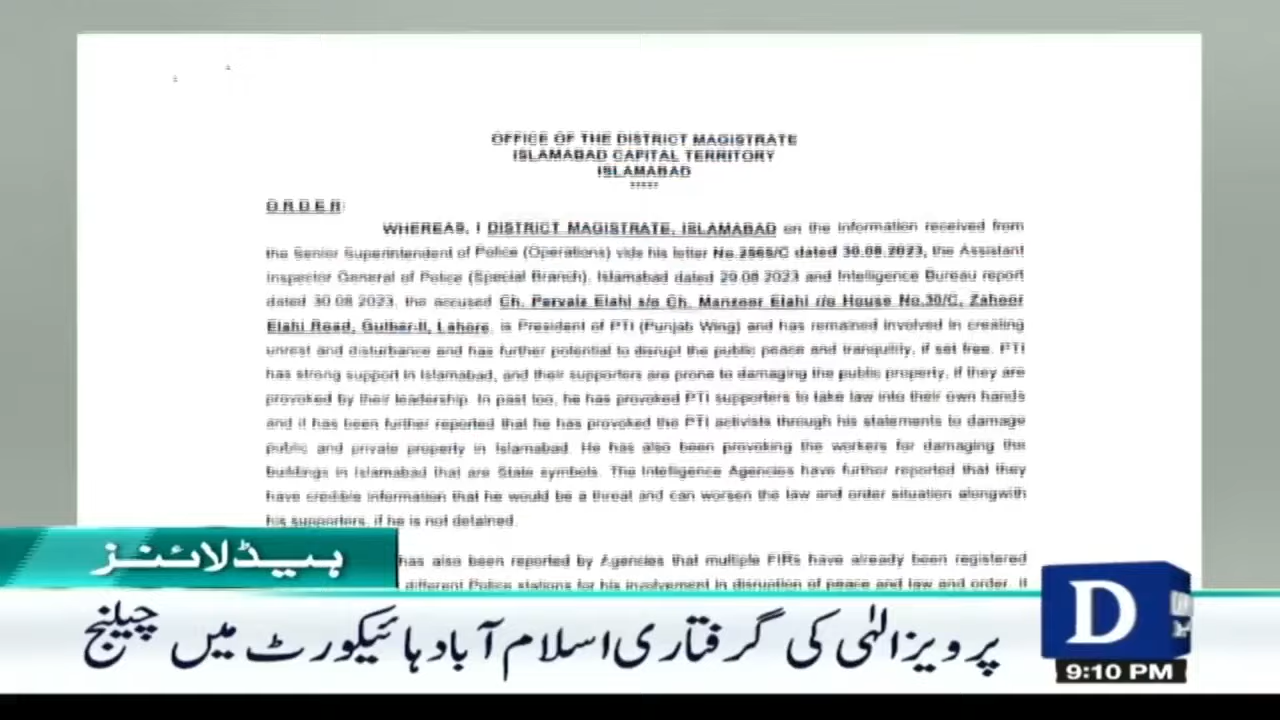 OFFICE OF THE DISTRICT MAGISTRATE
ISLAMABAD CAPITAL TERRITORY
ISLAMABAD
*****
O R D E R
WHEREAS, I DISTRICT MAGISTRATE, ISLAMABAD on the information received from
the Senior Superintendent of Police (Operations) vide his letter No.2565/C dated 30.08.2023, the Assistant
Inspector General of Police (Special Branch), Islamabad dated 29.08.2023 and Intelligence Bureau report
dated 30.08.2023, the accused Ch. Pervaiz Elahi s/o Ch. Manzoor Elahi r/o House No.30/C, Zahoor
Elahi Road, Gulbar-II, Lahore, is President of PTI (Punjab Wing) and has remained involved in creating
unrest and disturbance and has further potential to disrupt the public peace and tranquility, if set free. PTI
has strong support in Islamabad, and their supporters are prone to damaging the public property, if they are
provoked by their leadership. In past too, he has provoked PTI supporters to take law into their own hands
and it has been further reported that he has provoked the PTI activists through his statements to damage
public and private property in Islamabad. He has also been provoking the workers for damaging the
buildings in Islamabad that are State symbols. The Intelligence Agencies have further reported that they
have credible information that he would be a threat and can worsen the law and order situation alongwith
his supporters, if he is not detained.
has also been reported by Agencies that multiple FIRs have already been registered
different Police stations for his involvement in disruption of peace and law and order. It
ہیڈلائنز
پرویز الٰہی کی گرفتاری اسلام آباد ہائیکورٹ میں چیلنج
D
9:10 PM